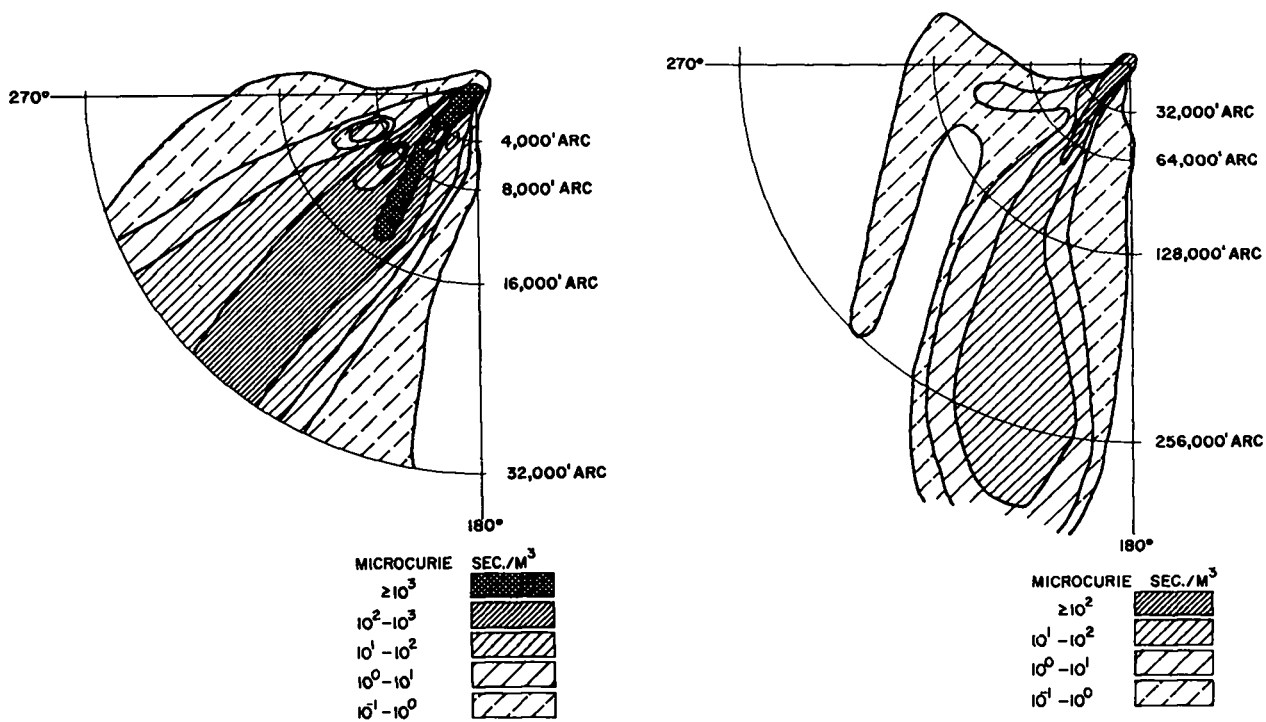 270°
4,000' ARC
8,000' ARC
16,000' ARC
32,000' ARC
180°
MICROCURIE SEC./M³
≥10³
10²-10³
10¹-10²
10⁰-10¹
10⁻¹-10⁰
270°
32,000' ARC
64,000' ARC
128,000' ARC
256,000' ARC
180°
MICROCURIE SEC./M³
≥10²
10¹-10²
10⁰-10¹
10⁻¹-10⁰